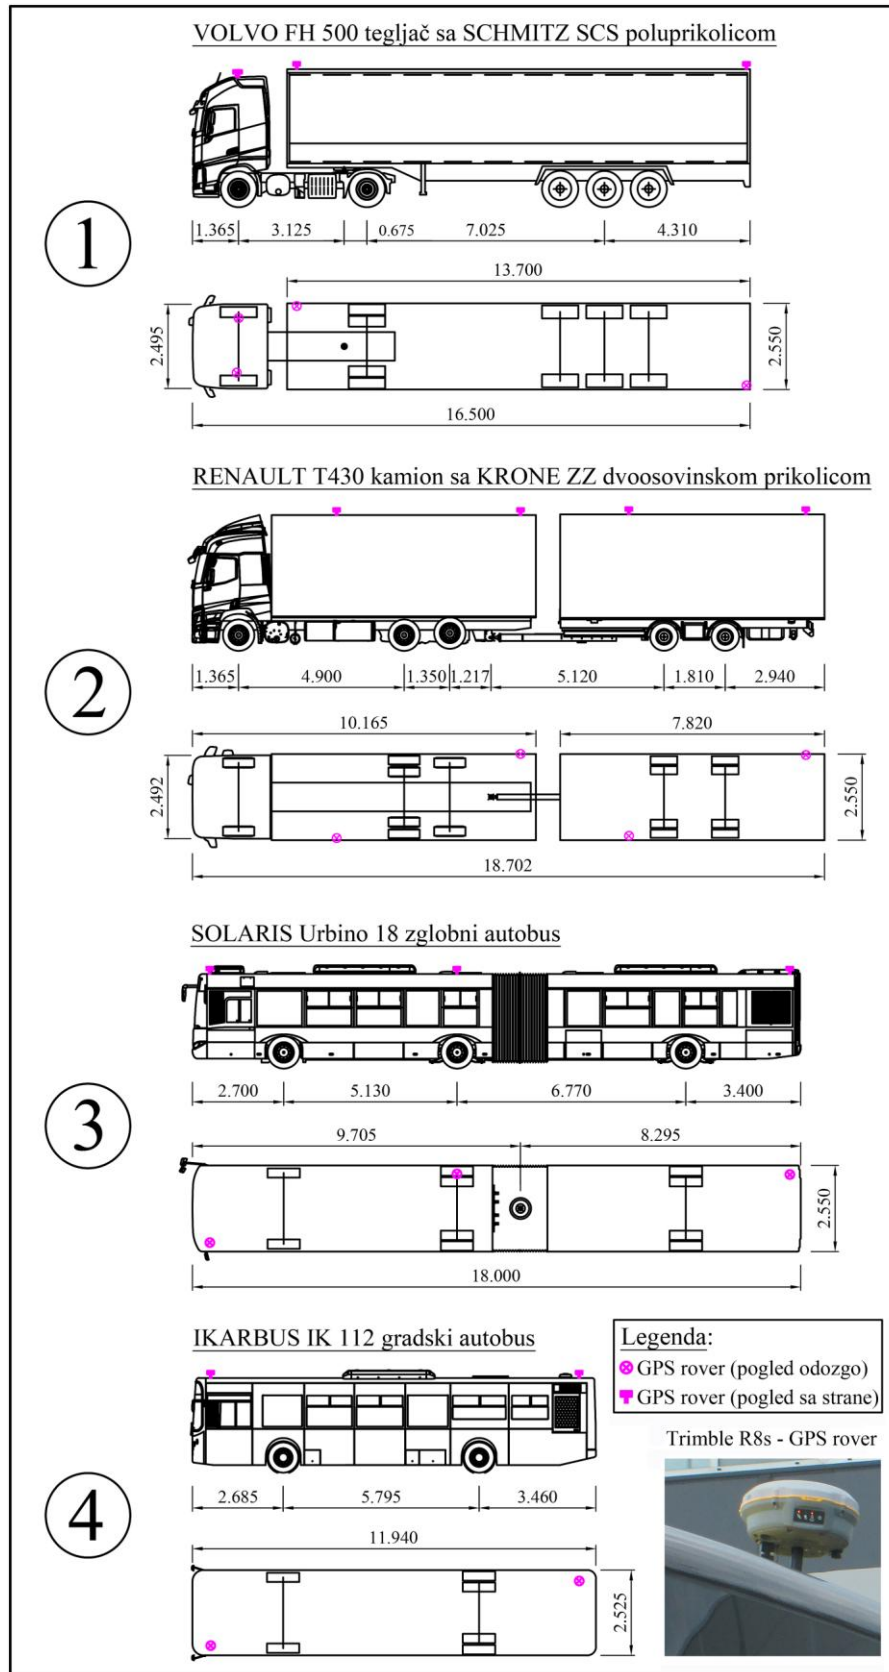 VOLVO FH 500 tegljač sa SCHMITZ SCS poluprikolicom
1
1.365 3.125 0.675 7.025 4.310
13.700
2.495
2.550
16.500
RENAULT T430 kamion sa KRONE ZZ dvoosovinskom prikolicom
2
1.365 4.900 1.350 1.217 5.120 1.810 2.940
10.165 7.820
2.492
2.550
18.702
SOLARIS Urbino 18 zglobni autobus
3
2.700 5.130 6.770 3.400
9.705 8.295
2.550
18.000
IKARBUS IK 112 gradski autobus
4
2.685 5.795 3.460
11.940
2.525
Legenda:
GPS rover (pogled odozgo)
GPS rover (pogled sa strane)
Trimble R8s - GPS rover